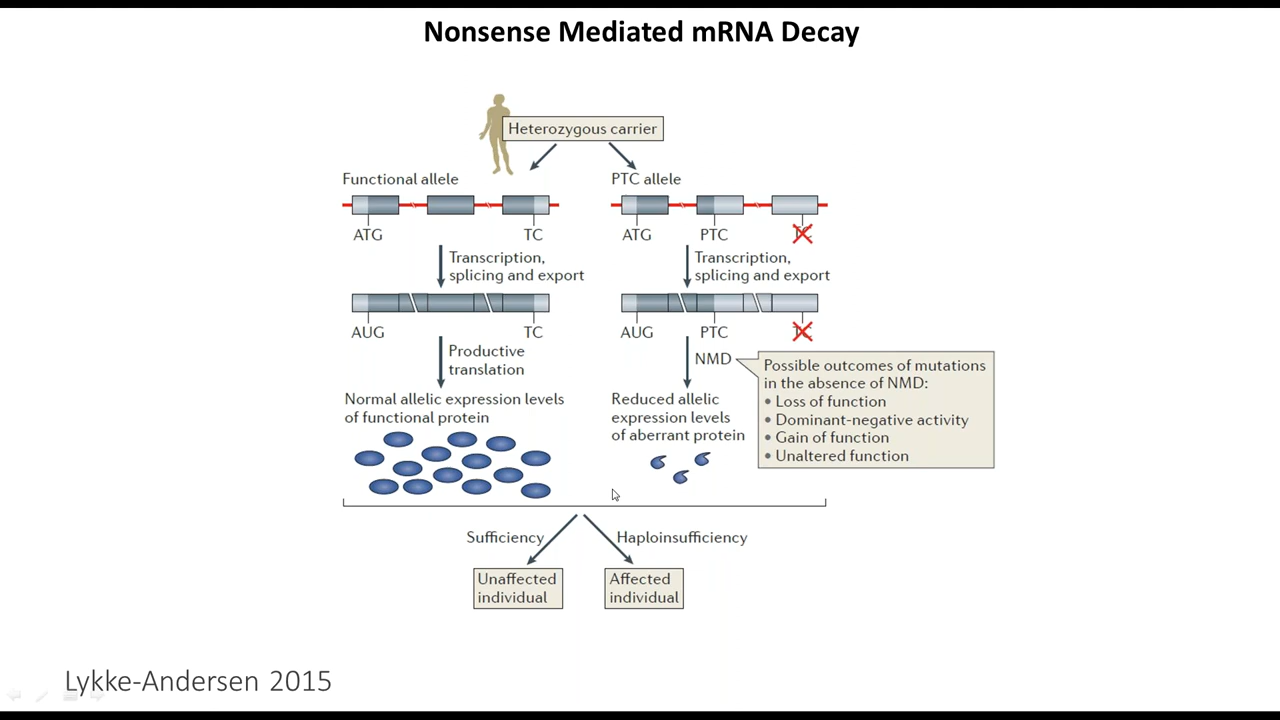 Nonsense Mediated mRNA Decay
Heterozygous carrier
Functional allele
ATG
TC
Transcription,
splicing and export
AUG
TC
Productive
translation
Normal allelic expression levels
of functional protein
PTC allele
ATG
PTC
TC
Transcription,
splicing and export
AUG
PTC
TC
NMD
Possible outcomes of mutations
in the absence of NMD:
• Loss of function
• Dominant-negative activity
• Gain of function
• Unaltered function
Reduced allelic
expression levels
of aberrant protein
Sufficiency
Haploinsufficiency
Unaffected
individual
Affected
individual
Lykke-Andersen 2015